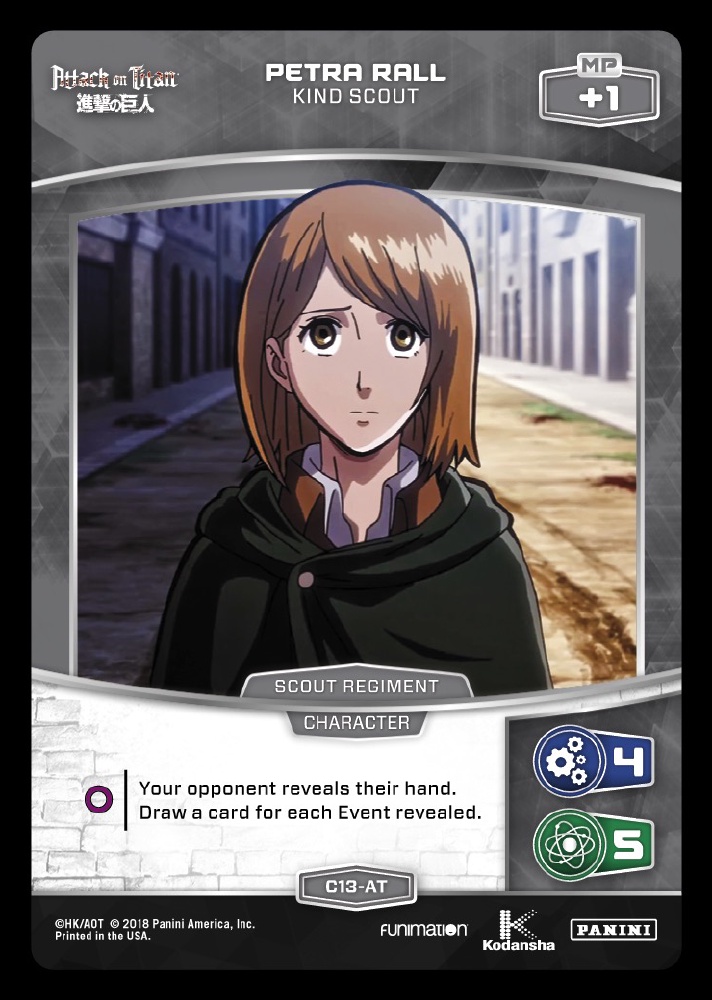 Attack on Titan
進撃の巨人
PETRA RALL
KIND SCOUT
MP
+1
SCOUT REGIMENT
CHARACTER
Your opponent reveals their hand.
Draw a card for each Event revealed.
4
5
C13-AT
©HK/AOT © 2018 Panini America, Inc.
Printed in the USA.
FUNIMATION
Kodansha
PANINI